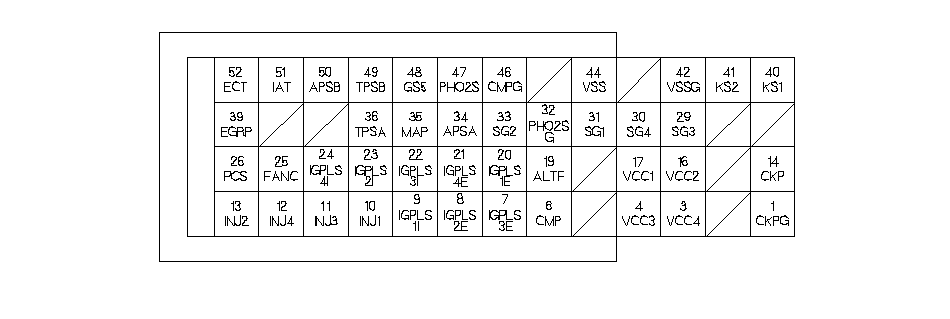 52 51 50 49 48 47 46 44 42 41 40
ECT IAT APSB TPSB GS5 PHO2S CMPG VSS VSSG KS2 KS1
39 36 35 34 33 32 31 30 29
EGRP TPSA MAP APSA SG2 PHO2S G SG1 SG4 SG3
26 25 24 23 22 21 20 19 17 16 14
PCS FANC IGPLS 4I IGPLS 2I IGPLS 3I IGPLS 4E IGPLS 1E ALTF VCC1 VCC2 CKP
13 12 11 10 9 8 7 6 4 3 1
INJ2 INJ4 INJ3 INJ1 IGPLS 1I IGPLS 2E IGPLS 3E CMP VCC3 VCC4 CKPG